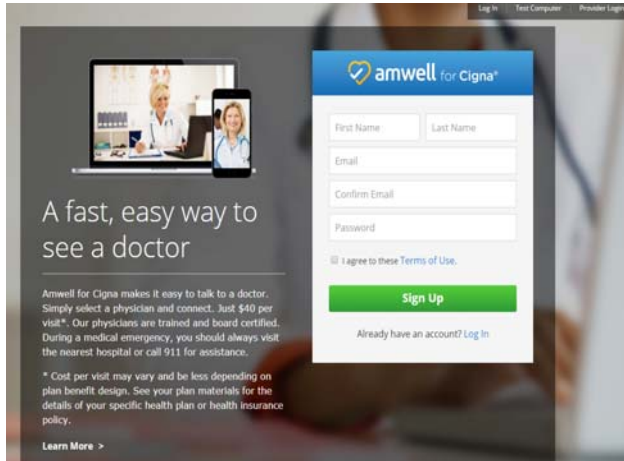 Log In Test Computer Provider Login
amwell for Cigna®
First Name Last Name
Email
Confirm Email
Password
I agree to these Terms of Use.
Sign Up
Already have an account? Log In
A fast, easy way to
see a doctor
Amwell for Cigna makes it easy to talk to a doctor.
Simply select a physician and connect. Just $40 per
visit*. Our physicians are trained and board certified.
During a medical emergency, you should always visit
the nearest hospital or call 911 for assistance.
* Cost per visit may vary and be less depending on
plan benefit design. See your plan materials for the
details of your specific health plan or health insurance
policy.
Learn More >